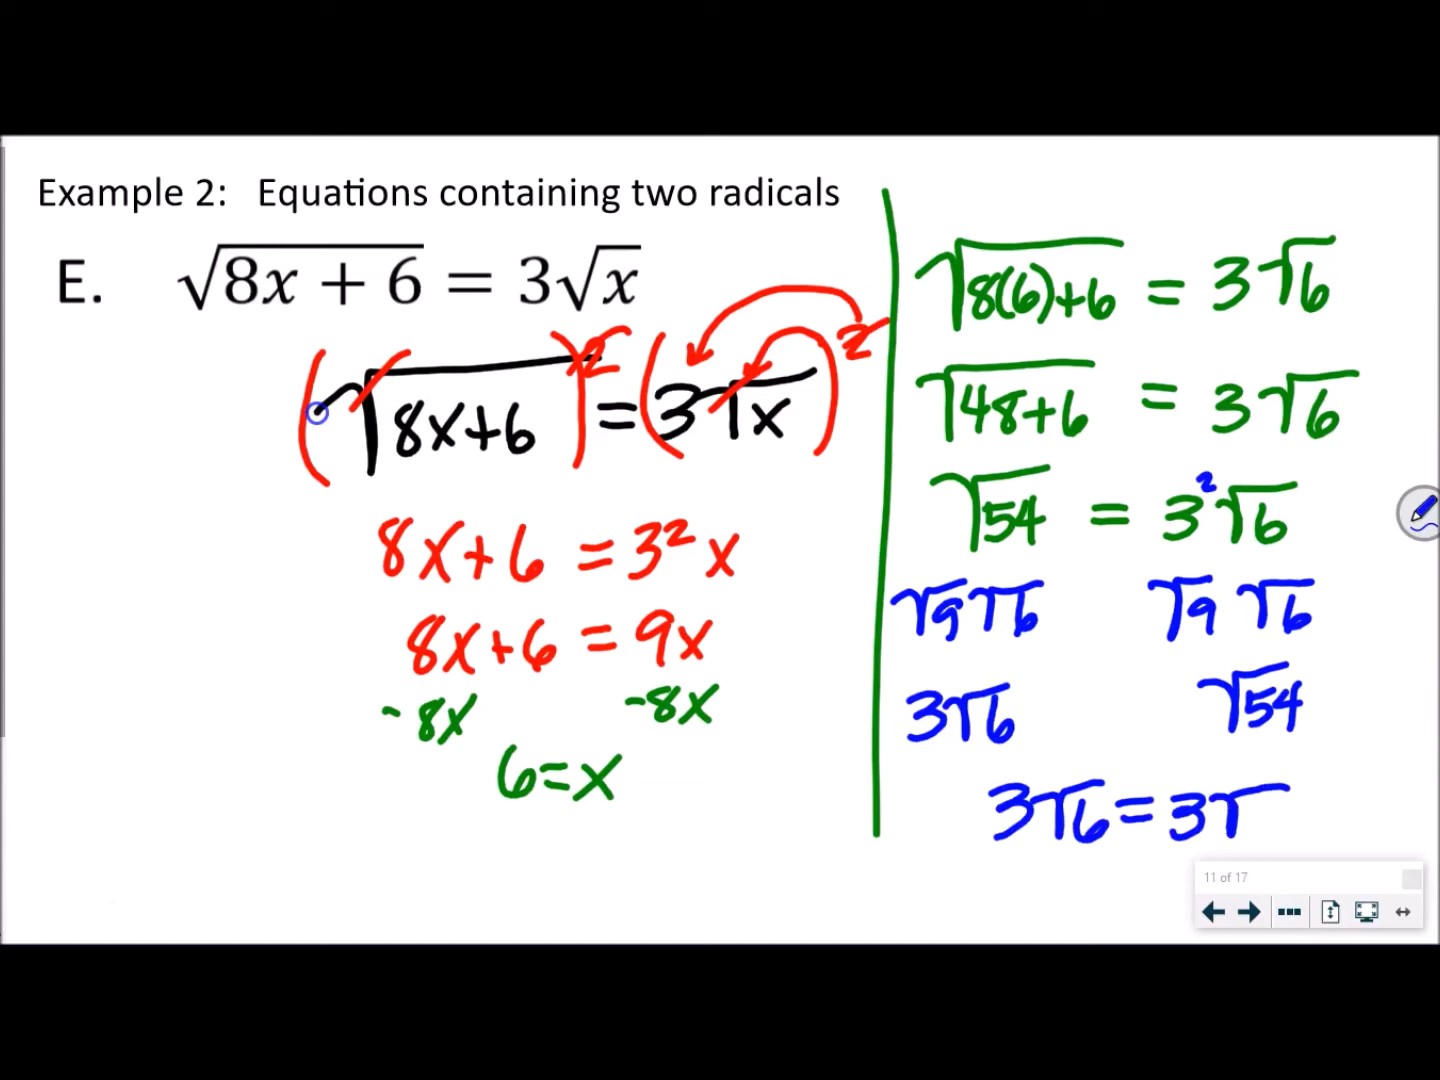 Example 2: Equations containing two radicals
E. √(8x + 6) = 3√x
(√(8x+6))² = (3√x)²
8x+6 = 3²x
8x+6 = 9x
-8x -8x
6=x
√(8(6)+6) = 3√6
√(48+6) = 3√6
√54 = 3²√6
√9√6 √9 √6
3√6 √54
3√6=3√
11 of 17